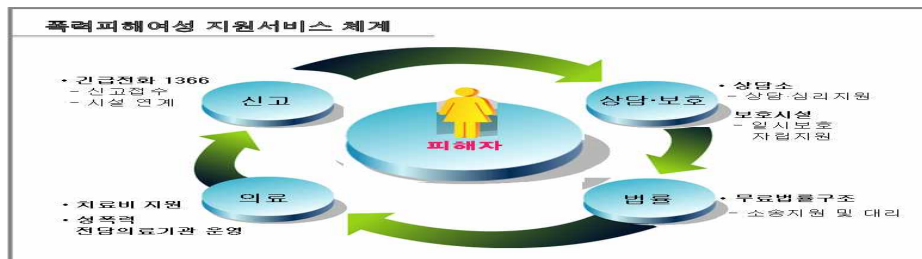 폭력피해여성 지원서비스 체계
• 긴급전화 1366
- 신고접수
- 시설 연계
신고
상담·보호
• 상담소
- 상담·심리지원
보호시설
- 일시보호
자립지원
피해자
의료
• 치료비 지원
• 성폭력
전담의료기관 운영
법률
• 무료법률구조
- 소송지원 및 대리